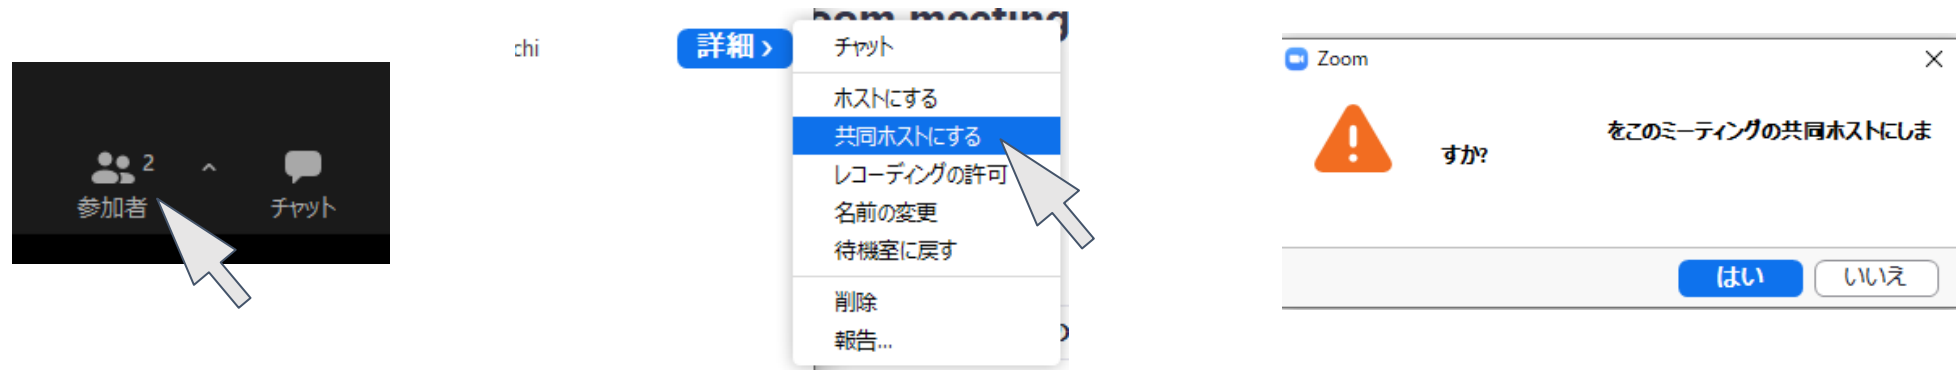 2
参加者
チャット
chi
詳細 ›
oom meeting
チャット
ホストにする
共同ホストにする
レコーディングの許可
名前の変更
待機室に戻す
削除
報告...
Zoom
をこのミーティングの共同ホストにしま
すか?
はい
いいえ